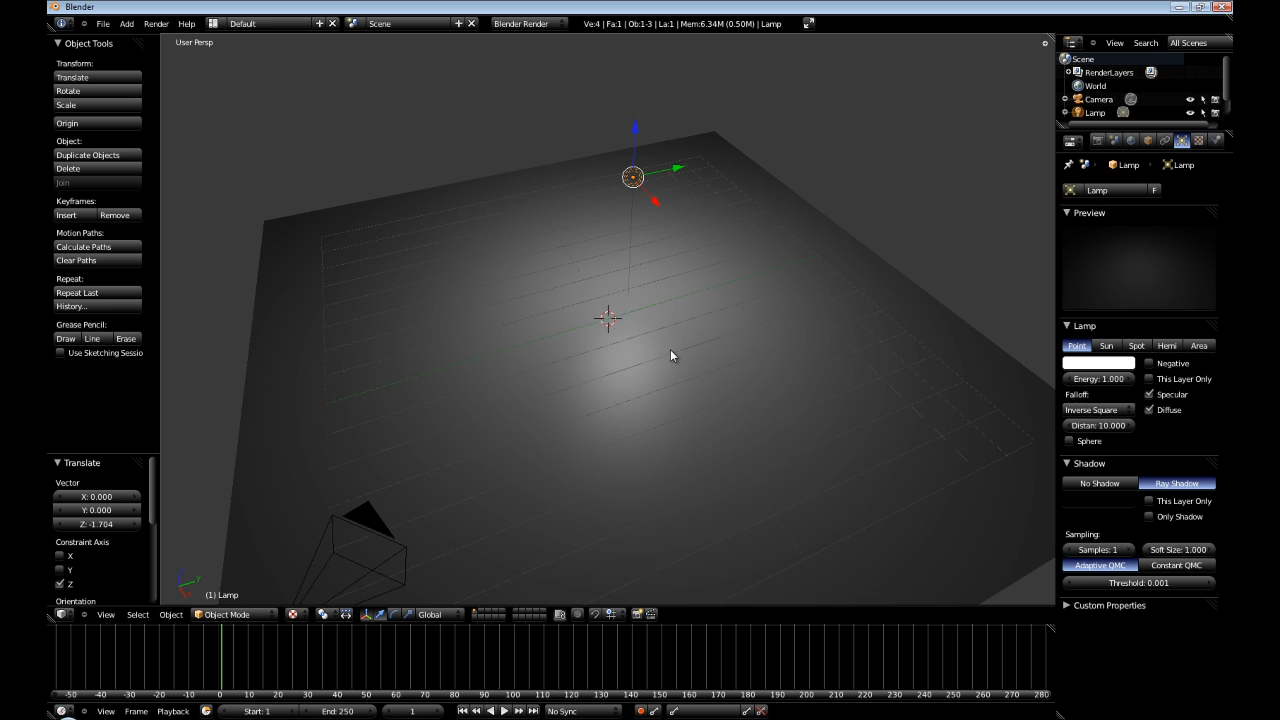 Blender
File Add Render Help Default Scene Blender Render Ve:4 | Fa:1 | Ob:1-3 | La:1 | Mem:6.34M (0.50M) | Lamp
Object Tools
Transform:
Translate
Rotate
Scale
Origin
Object:
Duplicate Objects
Delete
Join
Keyframes:
Insert Remove
Motion Paths:
Calculate Paths
Clear Paths
Repeat:
Repeat Last
History...
Grease Pencil:
Draw Line Erase
Use Sketching Sessio
Translate
Vector
X: 0.000
Y: 0.000
Z: -1.704
Constraint Axis
X
Y
Z
Orientation
User Persp
(1) Lamp
View Select Object Object Mode Global
View Search All Scenes
Scene
RenderLayers
World
Camera
Lamp
Lamp Lamp
Lamp F
Preview
Lamp
Point Sun Spot Hemi Area
Negative
Energy: 1.000 This Layer Only
Falloff: Specular
Inverse Square Diffuse
Distan: 10.000
Sphere
Shadow
No Shadow Ray Shadow
This Layer Only
Only Shadow
Sampling:
Samples: 1 Soft Size: 1.000
Adaptive QMC Constant QMC
Threshold: 0.001
Custom Properties
-50 -40 -30 -20 -10 0 10 20 30 40 50 60 70 80 90 100 110 120 130 140 150 160 170 180 190 200 210 220 230 240 250 260 270 280
View Frame Playback Start: 1 End: 250 1 No Sync